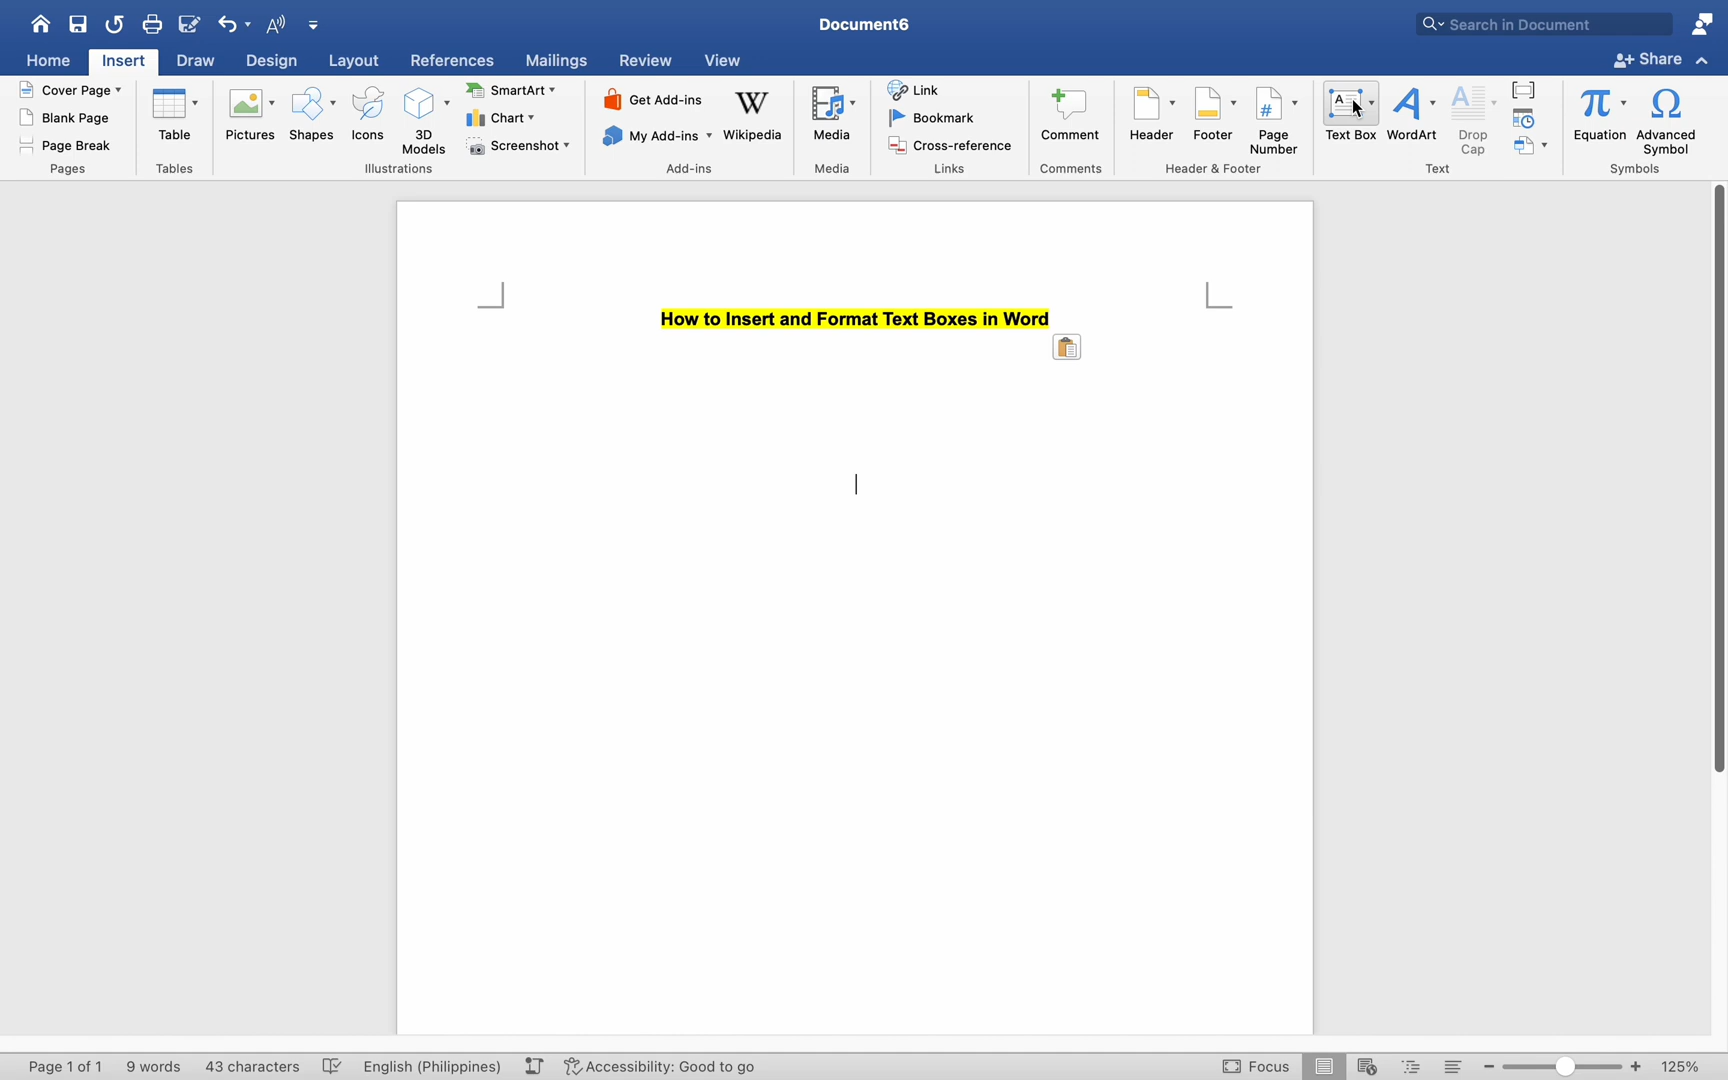 Document6
Search in Document
Home Insert Draw Design Layout References Mailings Review View
Share
Cover Page
Blank Page
Page Break
Pages
Table
Tables
Pictures
Shapes
Icons
3D
Models
SmartArt
Chart
Screenshot
Illustrations
Get Add-ins
My Add-ins
W
Wikipedia
Add-ins
Media
Media
Link
Bookmark
Cross-reference
Links
Comment
Comments
Header
Footer
#
Page
Number
Header & Footer
A
Text Box
A
WordArt
A
Drop
Cap
Text
π
Equation
Ω
Advanced
Symbol
Symbols
How to Insert and Format Text Boxes in Word
Page 1 of 1 9 words 43 characters English (Philippines) Accessibility: Good to go Focus 125%